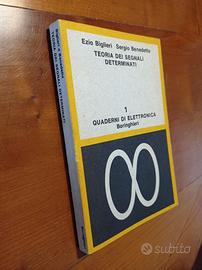 Ezio Biglieri Sergio Benedetto
TEORIA DEI SEGNALI
DETERMINATI
1
QUADERNI DI ELETTRONICA
Boringhieri
subito